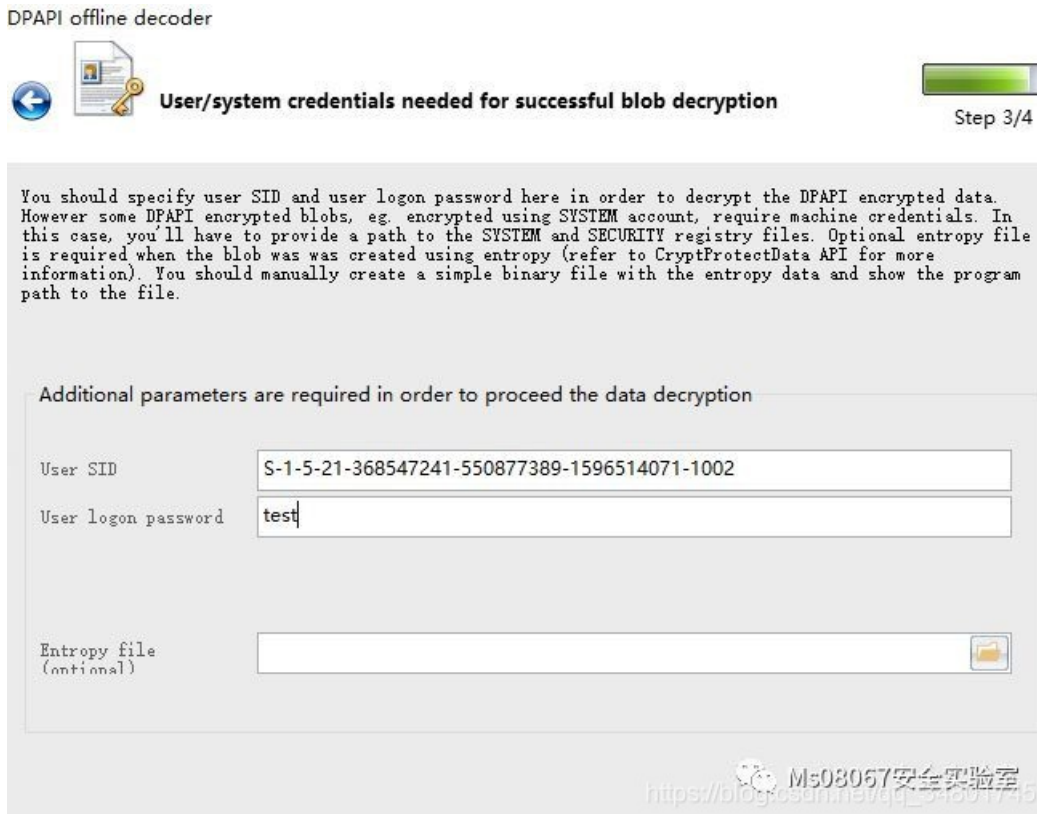 DPAPI offline decoder
User/system credentials needed for successful blob decryption
Step 3/4
You should specify user SID and user logon password here in order to decrypt the DPAPI encrypted data.
However some DPAPI encrypted blobs, eg. encrypted using SYSTEM account, require machine credentials. In
this case, you'll have to provide a path to the SYSTEM and SECURITY registry files. Optional entropy file
is required when the blob was was created using entropy (refer to CryptProtectData API for more
information). You should manually create a simple binary file with the entropy data and show the program
path to the file.
Additional parameters are required in order to proceed the data decryption
User SID
S-1-5-21-368547241-550877389-1596514071-1002
User logon password
test
Entropy file
(optional)
Ms08067安全实验室